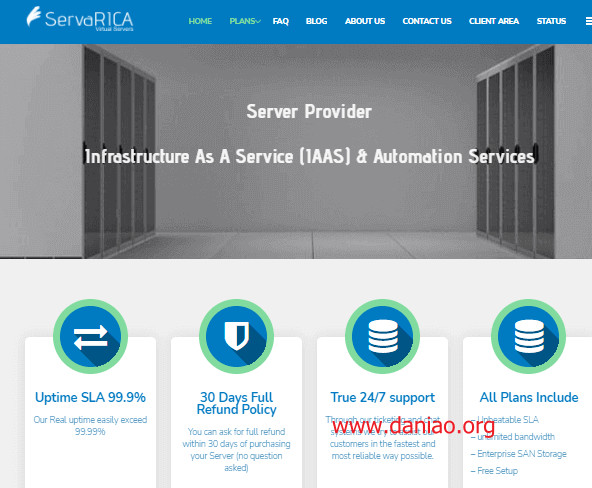 ServaRICA
Virtual Servers
HOME PLANS FAQ BLOG ABOUT US CONTACT US CLIENT AREA STATUS
Server Provider
Infrastructure As A Service (IAAS) & Automation Services
Uptime SLA 99.9%
Our Real uptime easily exceed
99.99%
30 Days Full
Refund Policy
You can ask for full refund
within 30 days of purchasing
your Server (no question
asked)
True 24/7 support
Through our ticketing and chat
customers in the fastest and
most reliable way possible.
All Plans Include
– Unbeatable SLA
– unlimited bandwidth
– Enterprise SAN Storage
– Free Setup
www.daniao.org